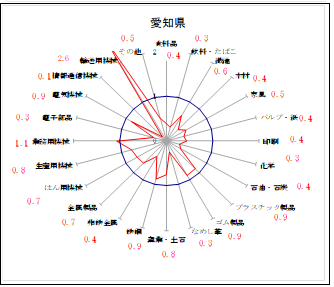 愛知県
食料品
0.4
飲料・たばこ
0.3
繊維
0.6
木材
0.4
家具
0.5
パルプ・紙
0.4
印刷
0.4
化学
0.3
石油・石炭
0.4
プラスチック製品
0.9
ゴム製品
0.9
なめし革
0.3
窯業・土石
0.8
鉄鋼
0.9
非鉄金属
0.4
金属製品
0.7
はん用機械
0.7
生産用機械
0.8
業務用機械
1.1
電子部品
0.3
電気機械
0.9
情報通信機械
0.1
輸送用機械
2.6
その他
0.5
2
0